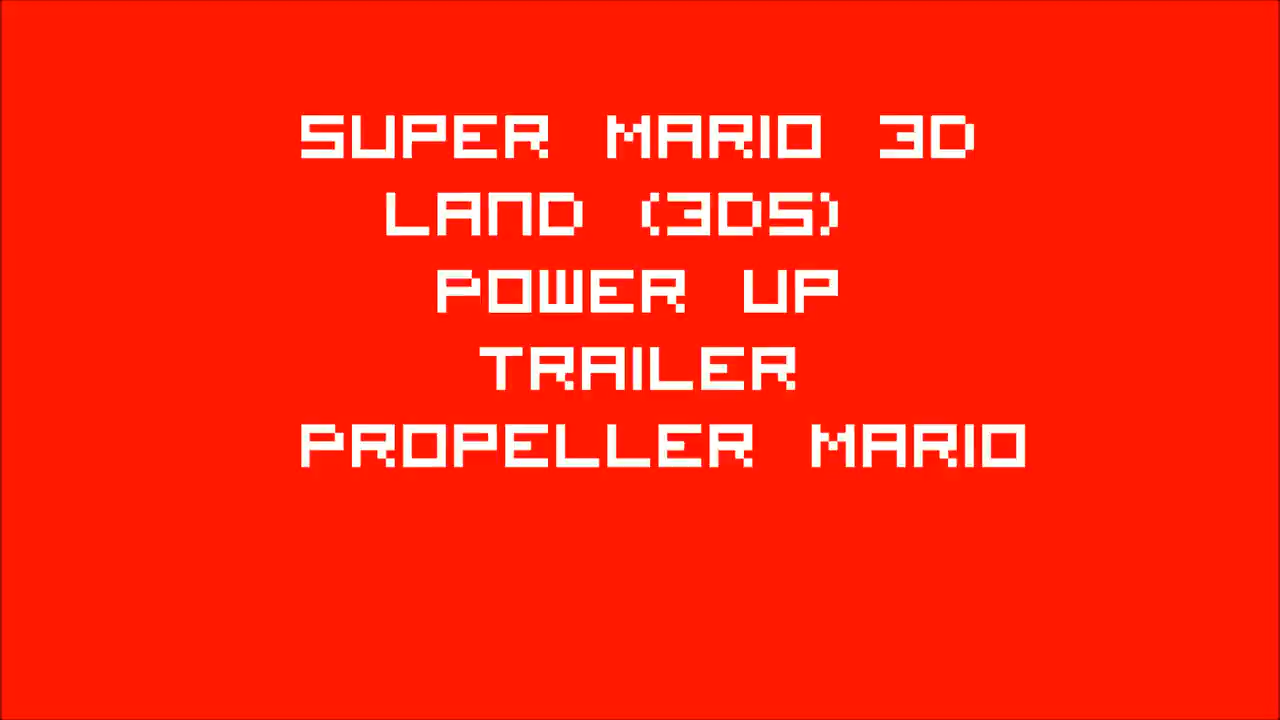 SUPER MARIO 3D
LAND (3DS)
POWER UP
TRAILER
PROPELLER MARIO